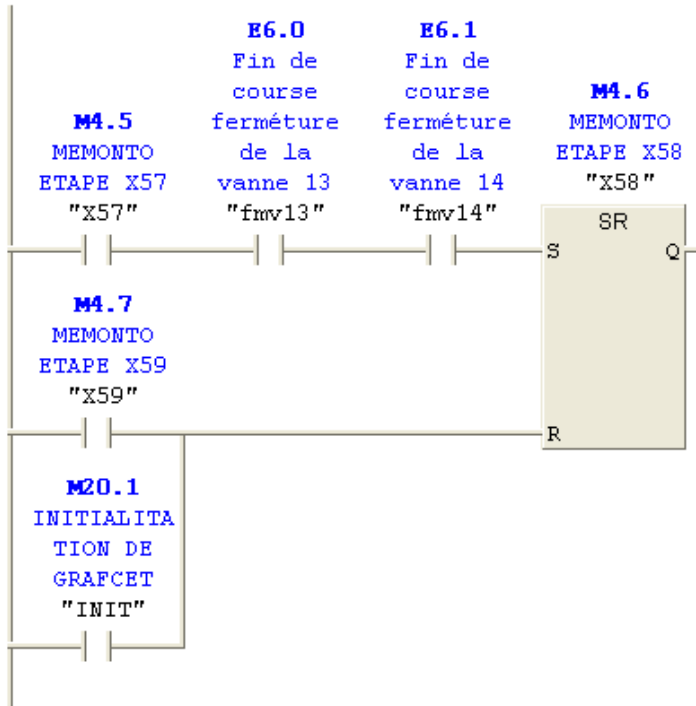 M4.5
MEMONTO
ETAPE X57
"X57"
E6.0
Fin de
course
ferméture
de la
vanne 13
"fmv13"
E6.1
Fin de
course
ferméture
de la
vanne 14
"fmv14"
M4.6
MEMONTO
ETAPE X58
"X58"
SR
S
Q
M4.7
MEMONTO
ETAPE X59
"X59"
R
M20.1
INITIALITA
TION DE
GRAFCET
"INIT"